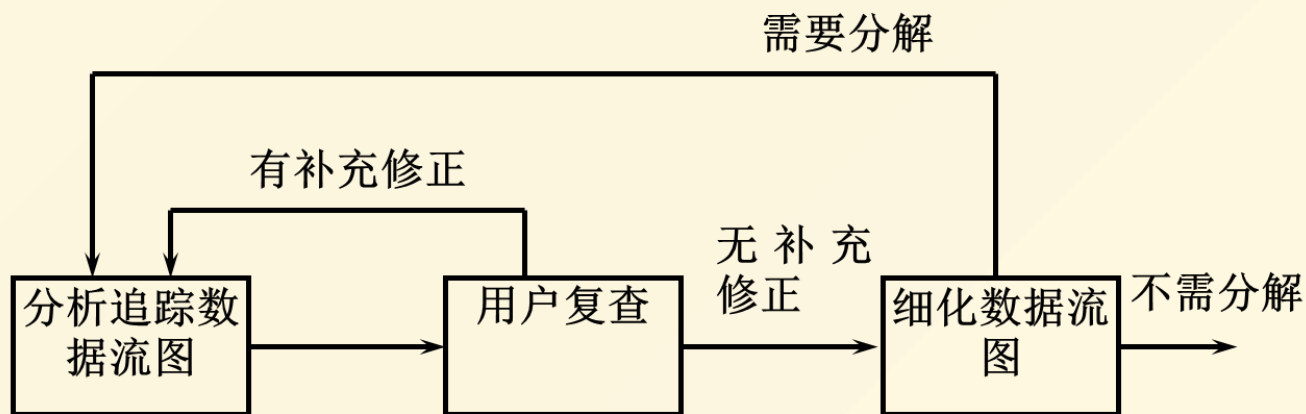 需要分解
有补充修正
无 补 充
修正
分析追踪数
据流图
用户复查
细化数据流
图
不需分解